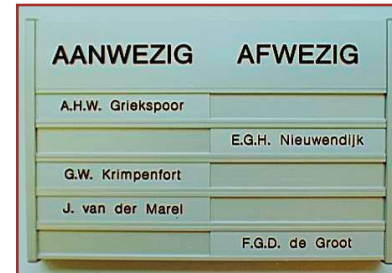 AANWEZIG AFWEZIG
A.H.W. Griekspoor
E.G.H. Nieuwendijk
G.W. Krimpenfort
J. van der Marel
F.G.D. de Groot